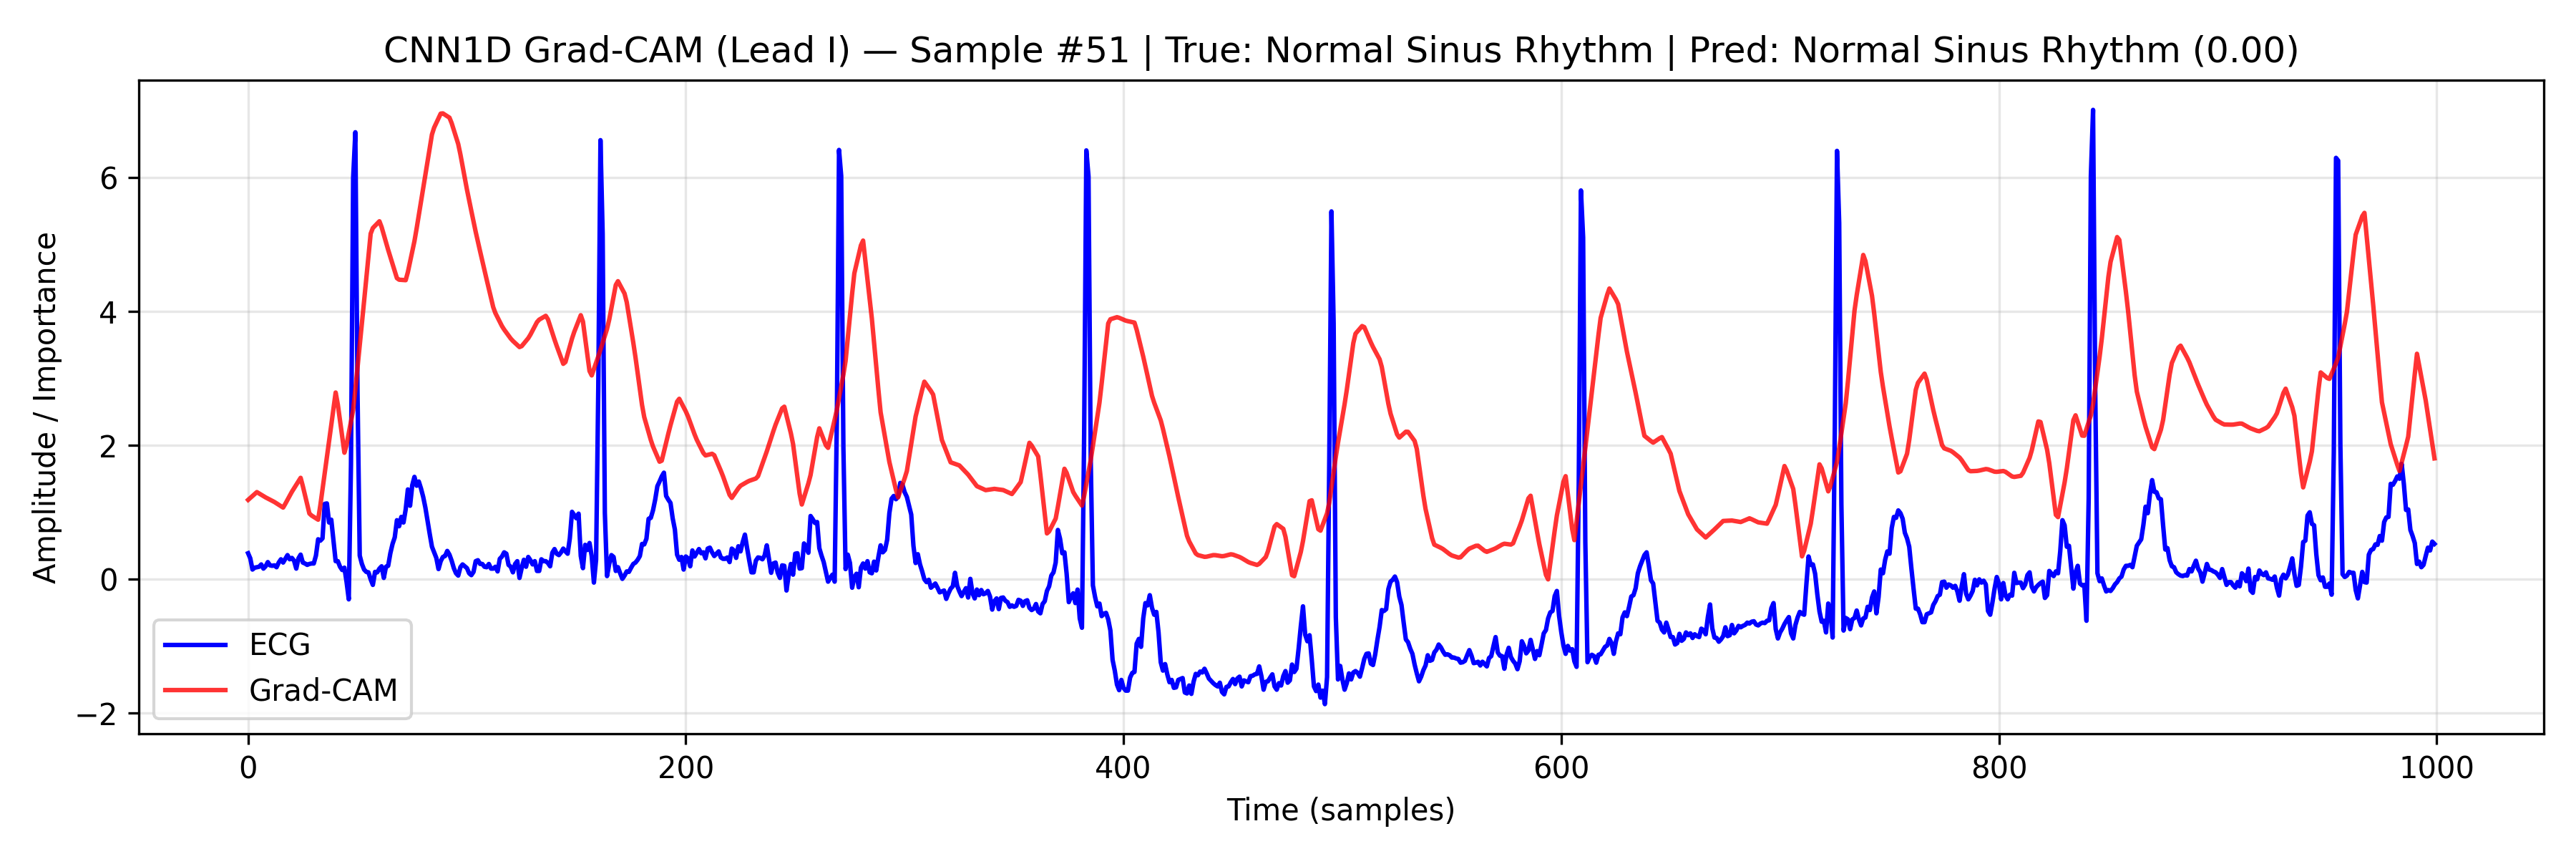 CNN1D Grad-CAM (Lead I) — Sample #51 | True: Normal Sinus Rhythm | Pred: Normal Sinus Rhythm (0.00)
Amplitude / Importance
6
4
2
0
−2
ECG
Grad-CAM
0 200 400 600 800 1000
Time (samples)